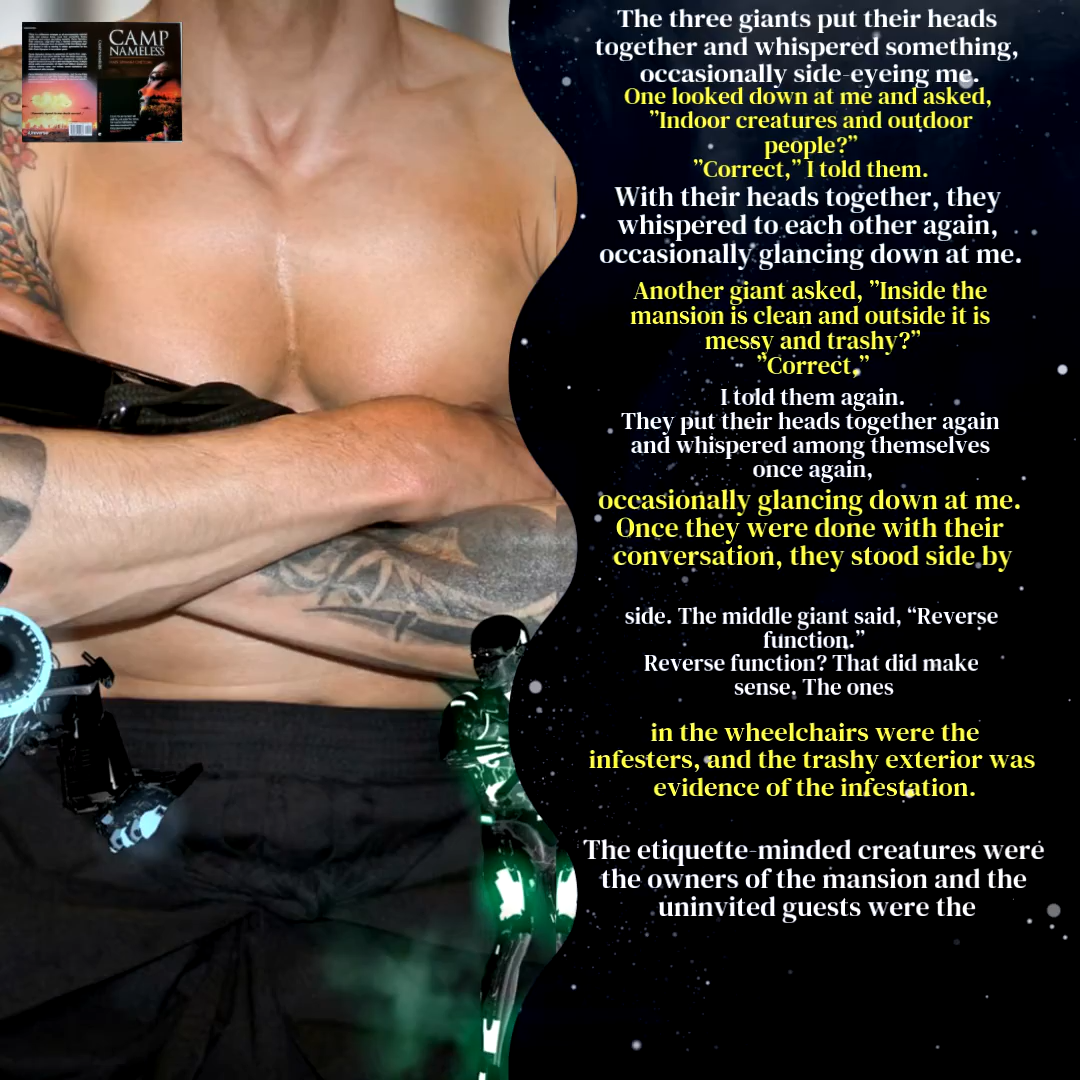 CAMP
NAMELESS
The three giants put their heads
together and whispered something,
occasionally side-eyeing me.
One looked down at me and asked,
”Indoor creatures and outdoor
people?”
”Correct,” I told them.
With their heads together, they
whispered to each other again,
occasionally glancing down at me.
Another giant asked, ”Inside the
mansion is clean and outside it is
messy and trashy?”
”Correct,”
I told them again.
They put their heads together again
and whispered among themselves
once again,
occasionally glancing down at me.
Once they were done with their
conversation, they stood side by
side. The middle giant said, “Reverse
function.”
Reverse function? That did make
sense. The ones
in the wheelchairs were the
infesters, and the trashy exterior was
evidence of the infestation.
The etiquette-minded creatures were
the owners of the mansion and the
uninvited guests were the